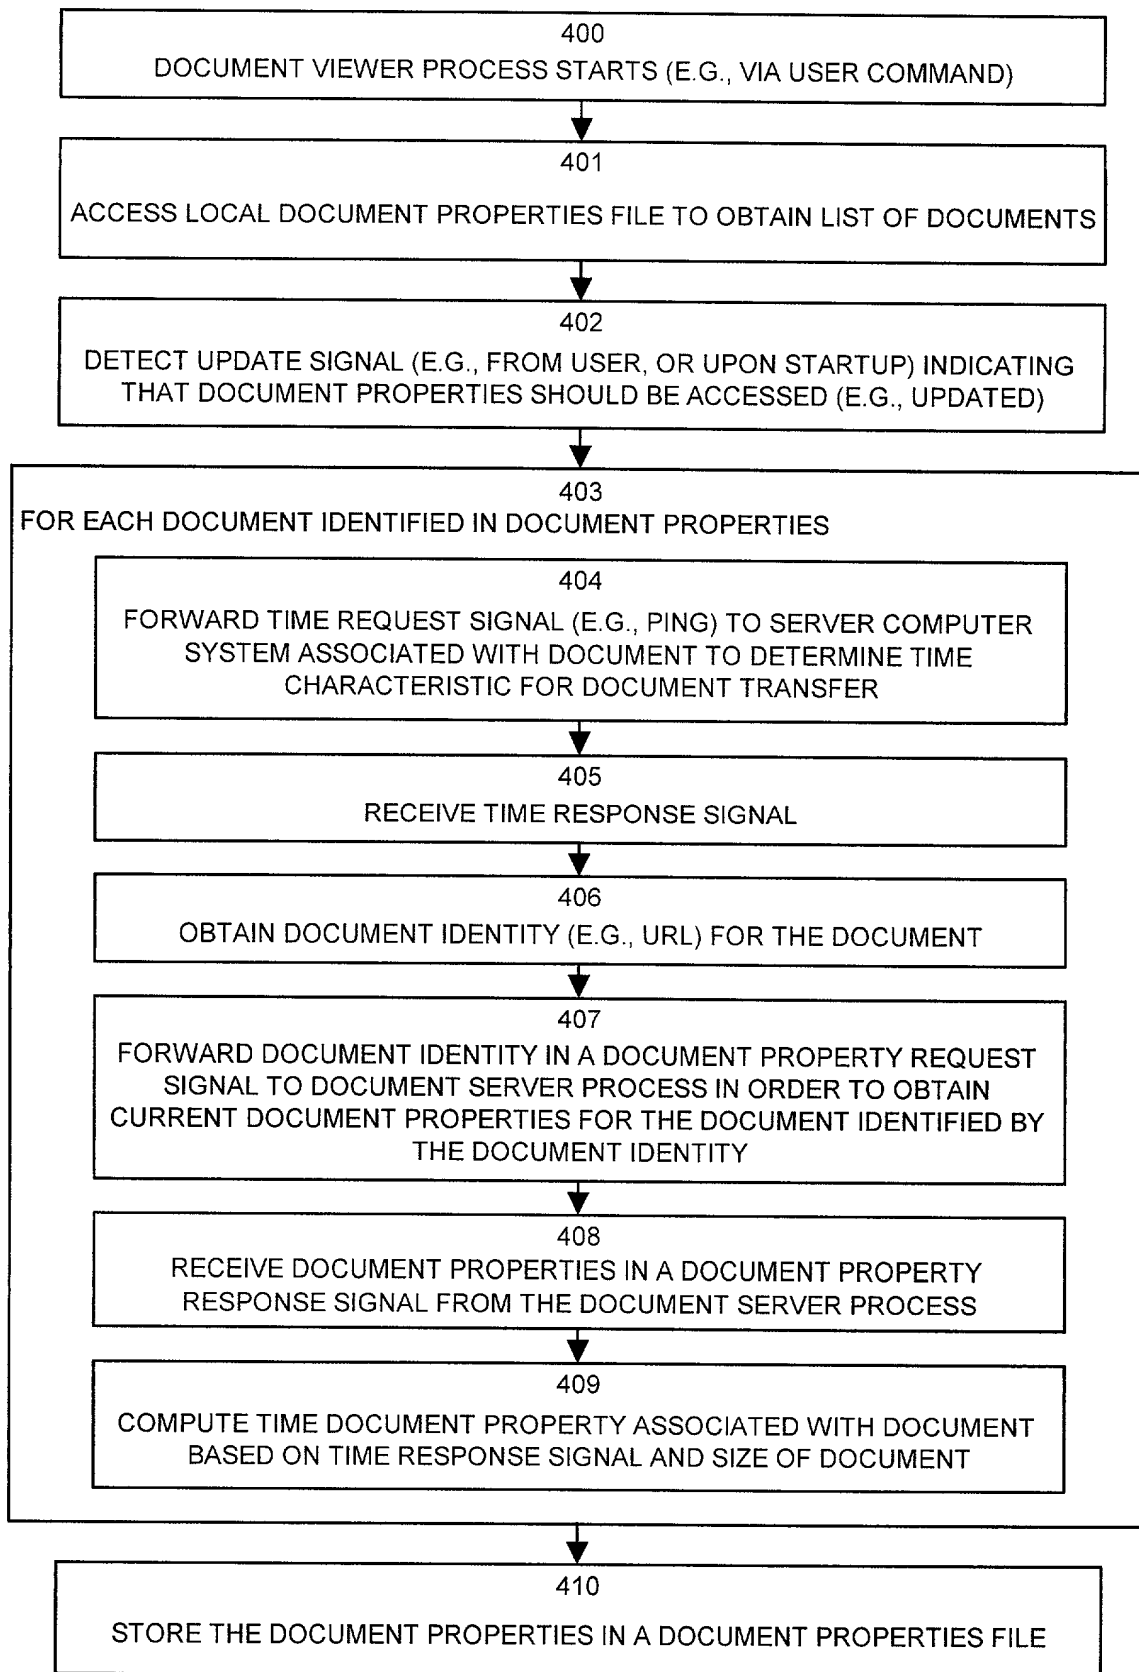 400
DOCUMENT VIEWER PROCESS STARTS (E.G., VIA USER COMMAND)
401
ACCESS LOCAL DOCUMENT PROPERTIES FILE TO OBTAIN LIST OF DOCUMENTS
402
DETECT UPDATE SIGNAL (E.G., FROM USER, OR UPON STARTUP) INDICATING
THAT DOCUMENT PROPERTIES SHOULD BE ACCESSED (E.G., UPDATED)
403
FOR EACH DOCUMENT IDENTIFIED IN DOCUMENT PROPERTIES
404
FORWARD TIME REQUEST SIGNAL (E.G., PING) TO SERVER COMPUTER
SYSTEM ASSOCIATED WITH DOCUMENT TO DETERMINE TIME
CHARACTERISTIC FOR DOCUMENT TRANSFER
405
RECEIVE TIME RESPONSE SIGNAL
406
OBTAIN DOCUMENT IDENTITY (E.G., URL) FOR THE DOCUMENT
407
FORWARD DOCUMENT IDENTITY IN A DOCUMENT PROPERTY REQUEST
SIGNAL TO DOCUMENT SERVER PROCESS IN ORDER TO OBTAIN
CURRENT DOCUMENT PROPERTIES FOR THE DOCUMENT IDENTIFIED BY
THE DOCUMENT IDENTITY
408
RECEIVE DOCUMENT PROPERTIES IN A DOCUMENT PROPERTY
RESPONSE SIGNAL FROM THE DOCUMENT SERVER PROCESS
409
COMPUTE TIME DOCUMENT PROPERTY ASSOCIATED WITH DOCUMENT
BASED ON TIME RESPONSE SIGNAL AND SIZE OF DOCUMENT
410
STORE THE DOCUMENT PROPERTIES IN A DOCUMENT PROPERTIES FILE